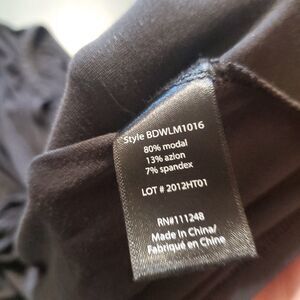 Style BDWLM1016
80% modal
13% azlon
7% spandex
LOT # 2012HT01
RN#111248
Made in China/
Fabriqué en Chine